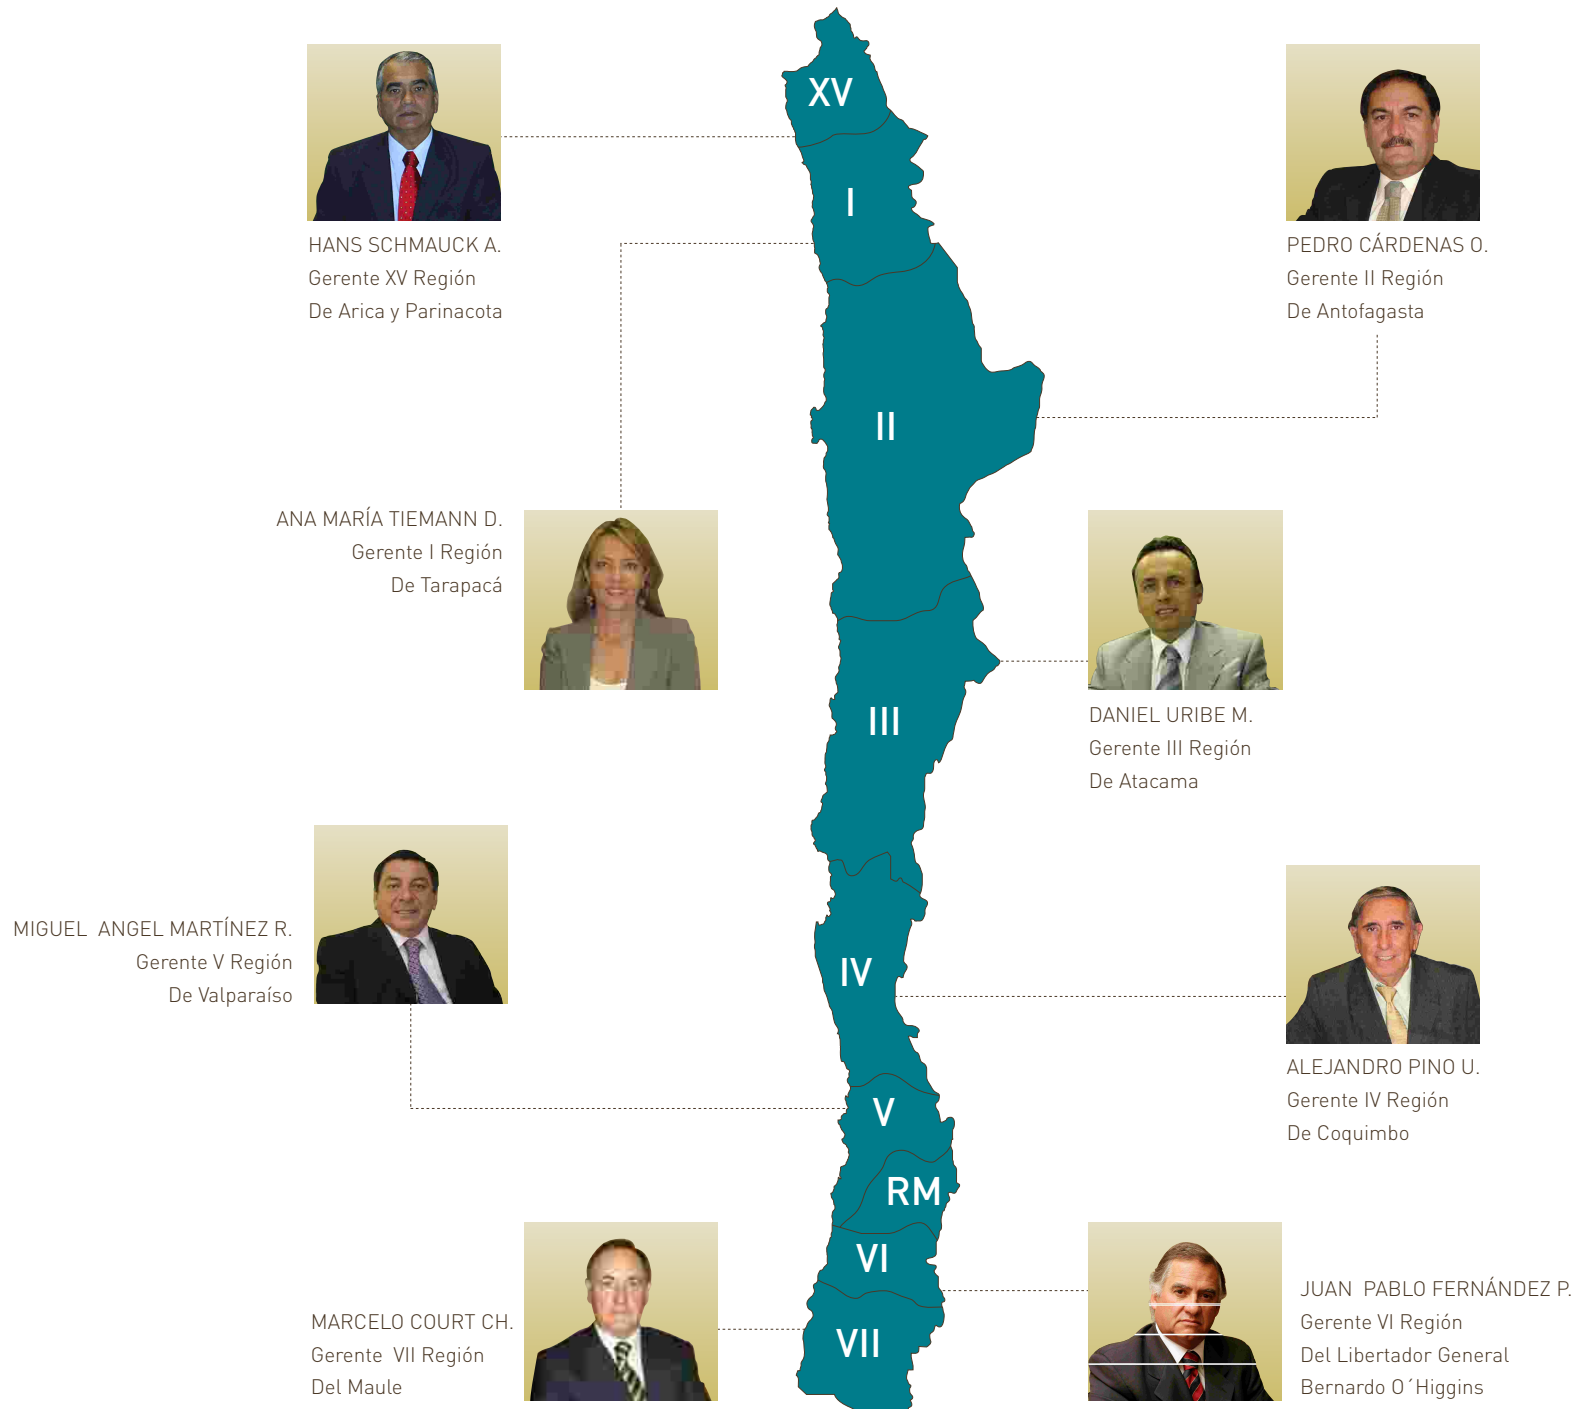 XV
I
II
III
IV
V
RM
VI
VII
HANS SCHMAUCK A.
Gerente XV Región
De Arica y Parinacota
PEDRO CÁRDENAS O.
Gerente II Región
De Antofagasta
ANA MARÍA TIEMANN D.
Gerente I Región
De Tarapacá
DANIEL URIBE M.
Gerente III Región
De Atacama
MIGUEL  ANGEL MARTÍNEZ R.
Gerente V Región
De Valparaíso
ALEJANDRO PINO U.
Gerente IV Región
De Coquimbo
MARCELO COURT CH.
Gerente  VII Región
Del Maule
JUAN  PABLO FERNÁNDEZ P.
Gerente VI Región
Del Libertador General
Bernardo O´Higgins